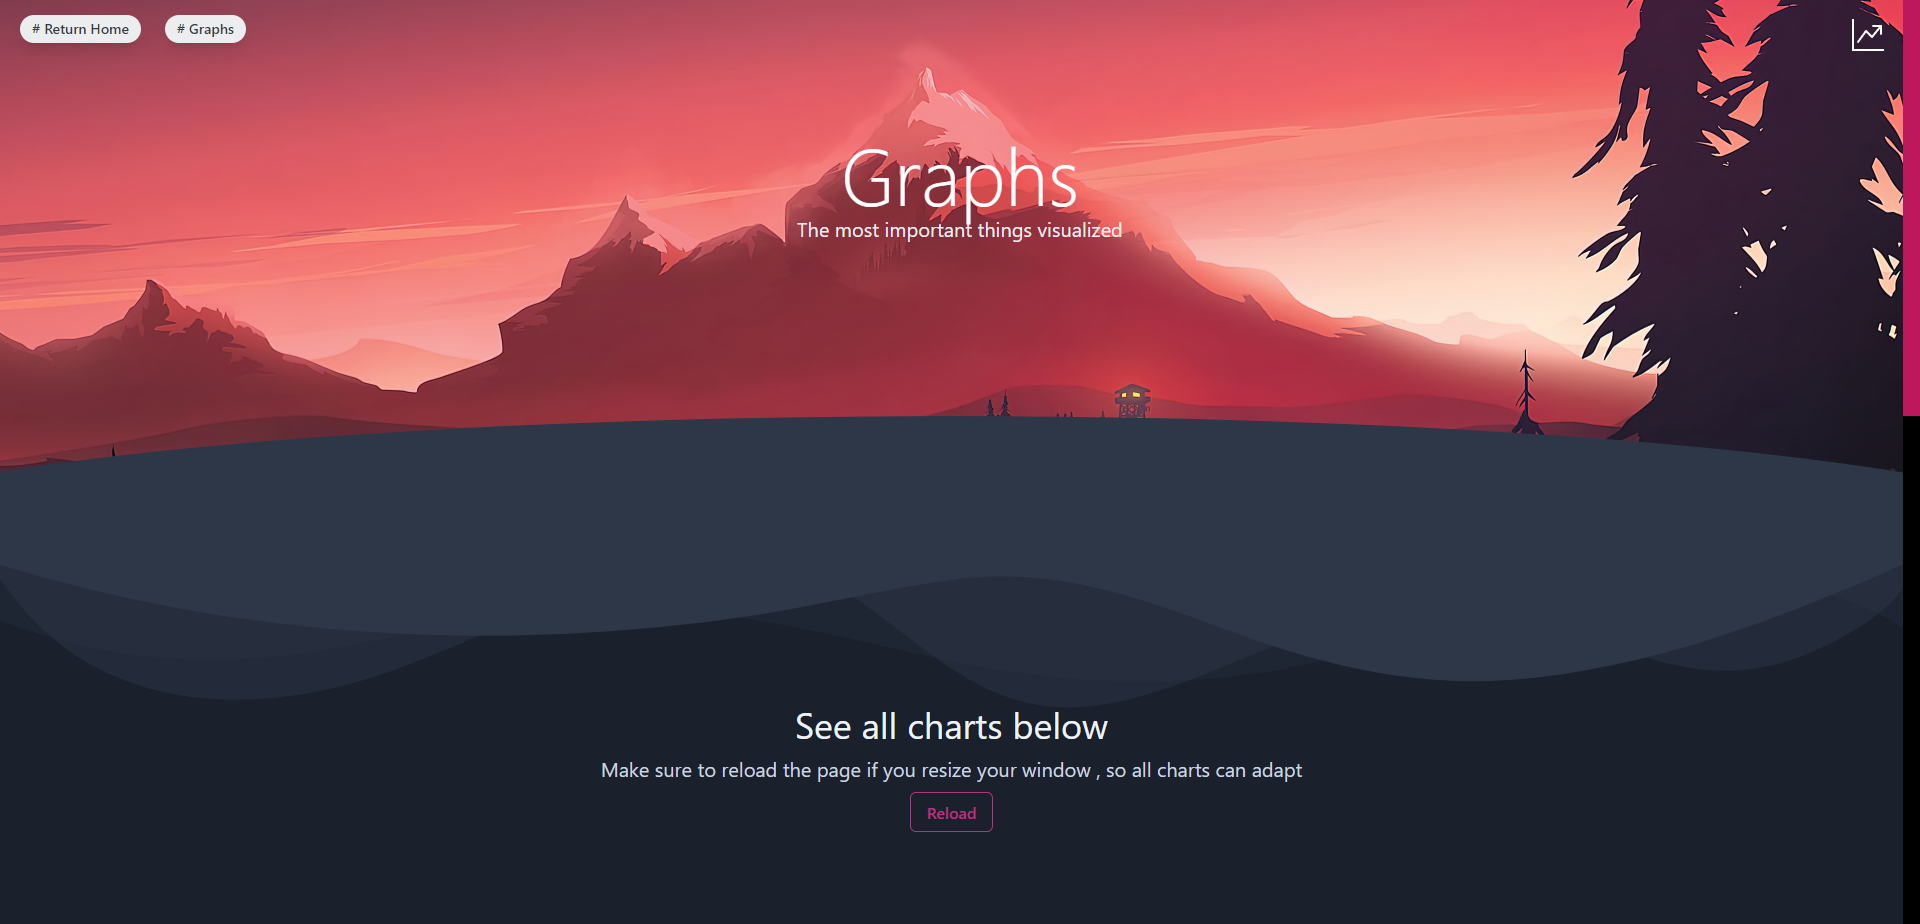 # Return Home
# Graphs
Graphs
The most important things visualized
See all charts below
Make sure to reload the page if you resize your window , so all charts can adapt
Reload